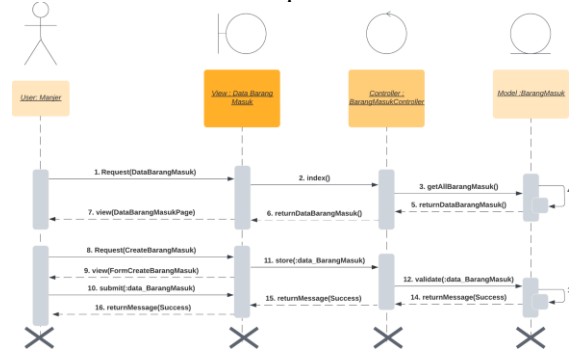 User: Manjer
View : Data Barang
Masuk
Controller :
BarangMasukController
Model :BarangMasuk
1. Request(DataBarangMasuk)
2. index()
3. getAllBarangMasuk()
5. returnDataBarangMasuk()
6. returnDataBarangMasuk()
7. view(DataBarangMasukPage)
8. Request(CreateBarangMasuk)
9. view(FormCreateBarangMasuk)
10. submit(:data_BarangMasuk)
11. store(:data_BarangMasuk)
12. validate(:data_BarangMasuk)
14. returnMessage(Success)
15. returnMessage(Success)
16. returnMessage(Success)